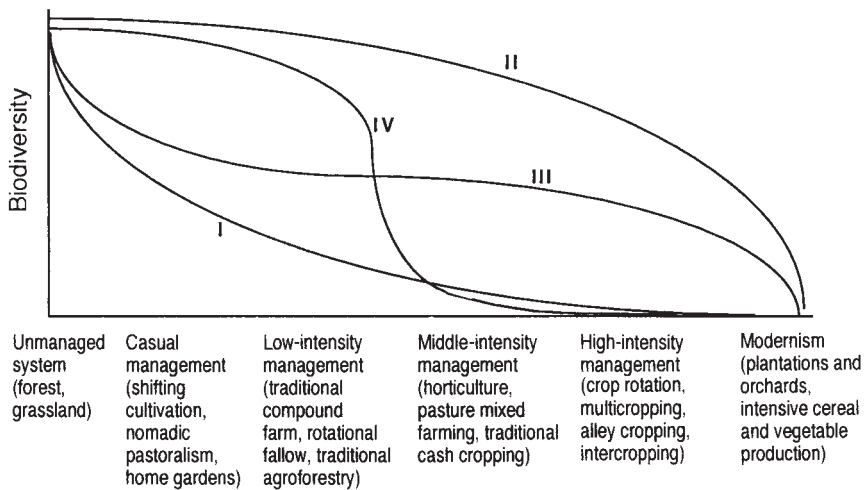 Biodiversity
II
IV
III
I
Unmanaged
system
(forest,
grassland)
Casual
management
(shifting
cultivation,
nomadic
pastoralism,
home gardens)
Low-intensity
management
(traditional
compound
farm, rotational
fallow, traditional
agroforestry)
Middle-intensity
management
(horticulture,
pasture mixed
farming, traditional
cash cropping)
High-intensity
management
(crop rotation,
multicropping,
alley cropping,
intercropping)
Modernism
(plantations and
orchards,
intensive cereal
and vegetable
production)